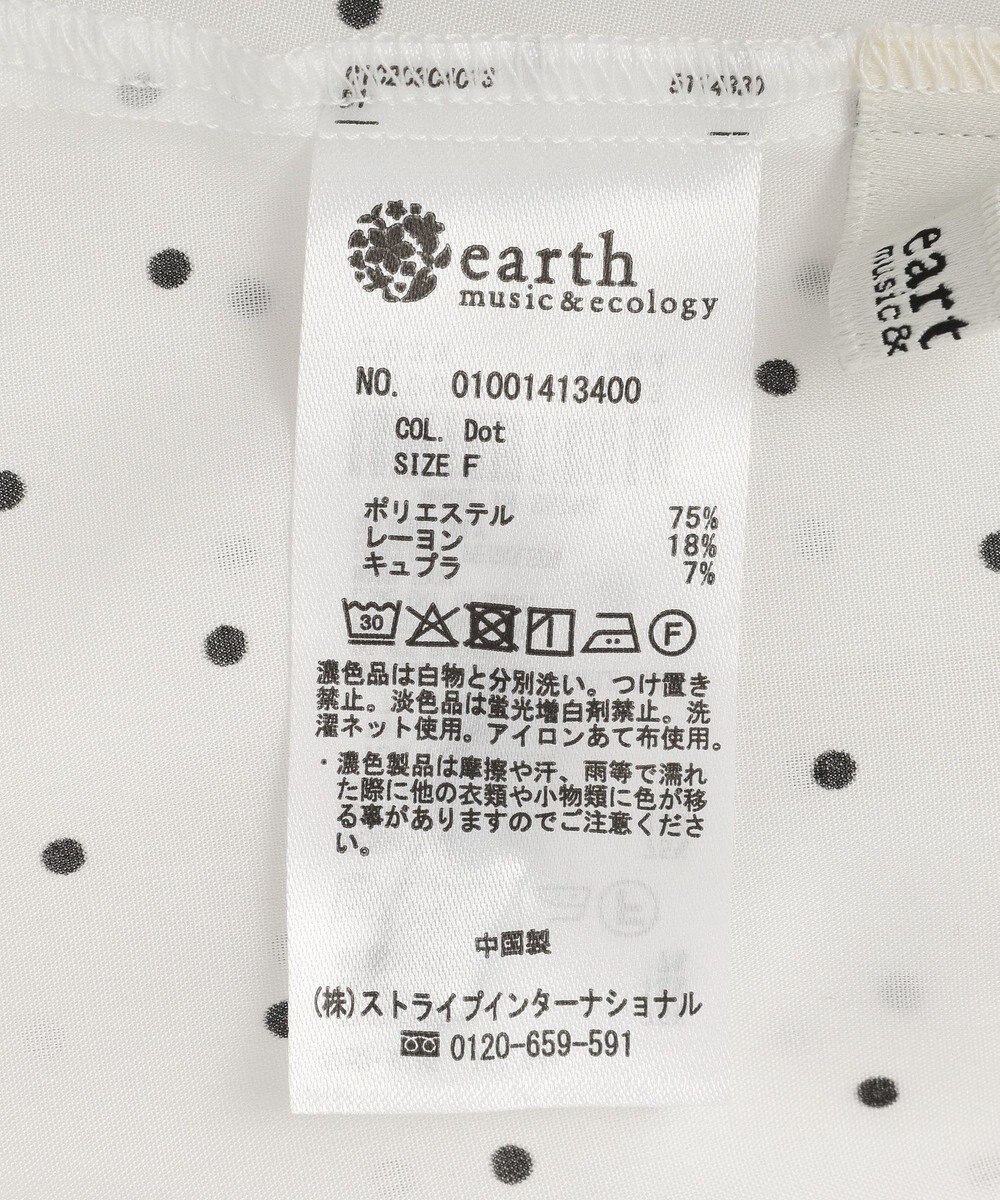 earth
music&ecology
NO. 01001413400
COL. Dot
SIZE F
ポリエステル 75%
レーヨン 18%
キュプラ 7%
30
F
濃色品は白物と分別洗い。つけ置き
禁止。淡色品は蛍光増白剤禁止。洗
濯ネット使用。アイロンあて布使用。
・濃色製品は摩擦や汗、雨等で濡れ
た際に他の衣類や小物類に色が移
る事がありますのでご注意くださ
い。
中国製
(株)ストライプインターナショナル
0120-659-591
eart
MUSIC&